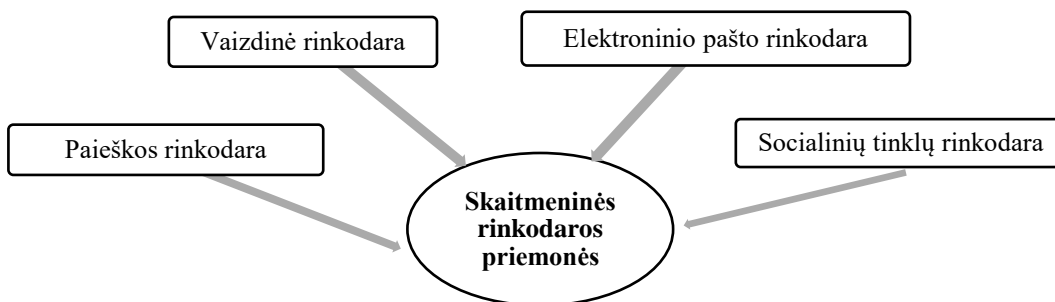 Vaizdinė rinkodara
Elektroninio pašto rinkodara
Paieškos rinkodara
Socialinių tinklų rinkodara
Skaitmeninės
rinkodaros
priemonės